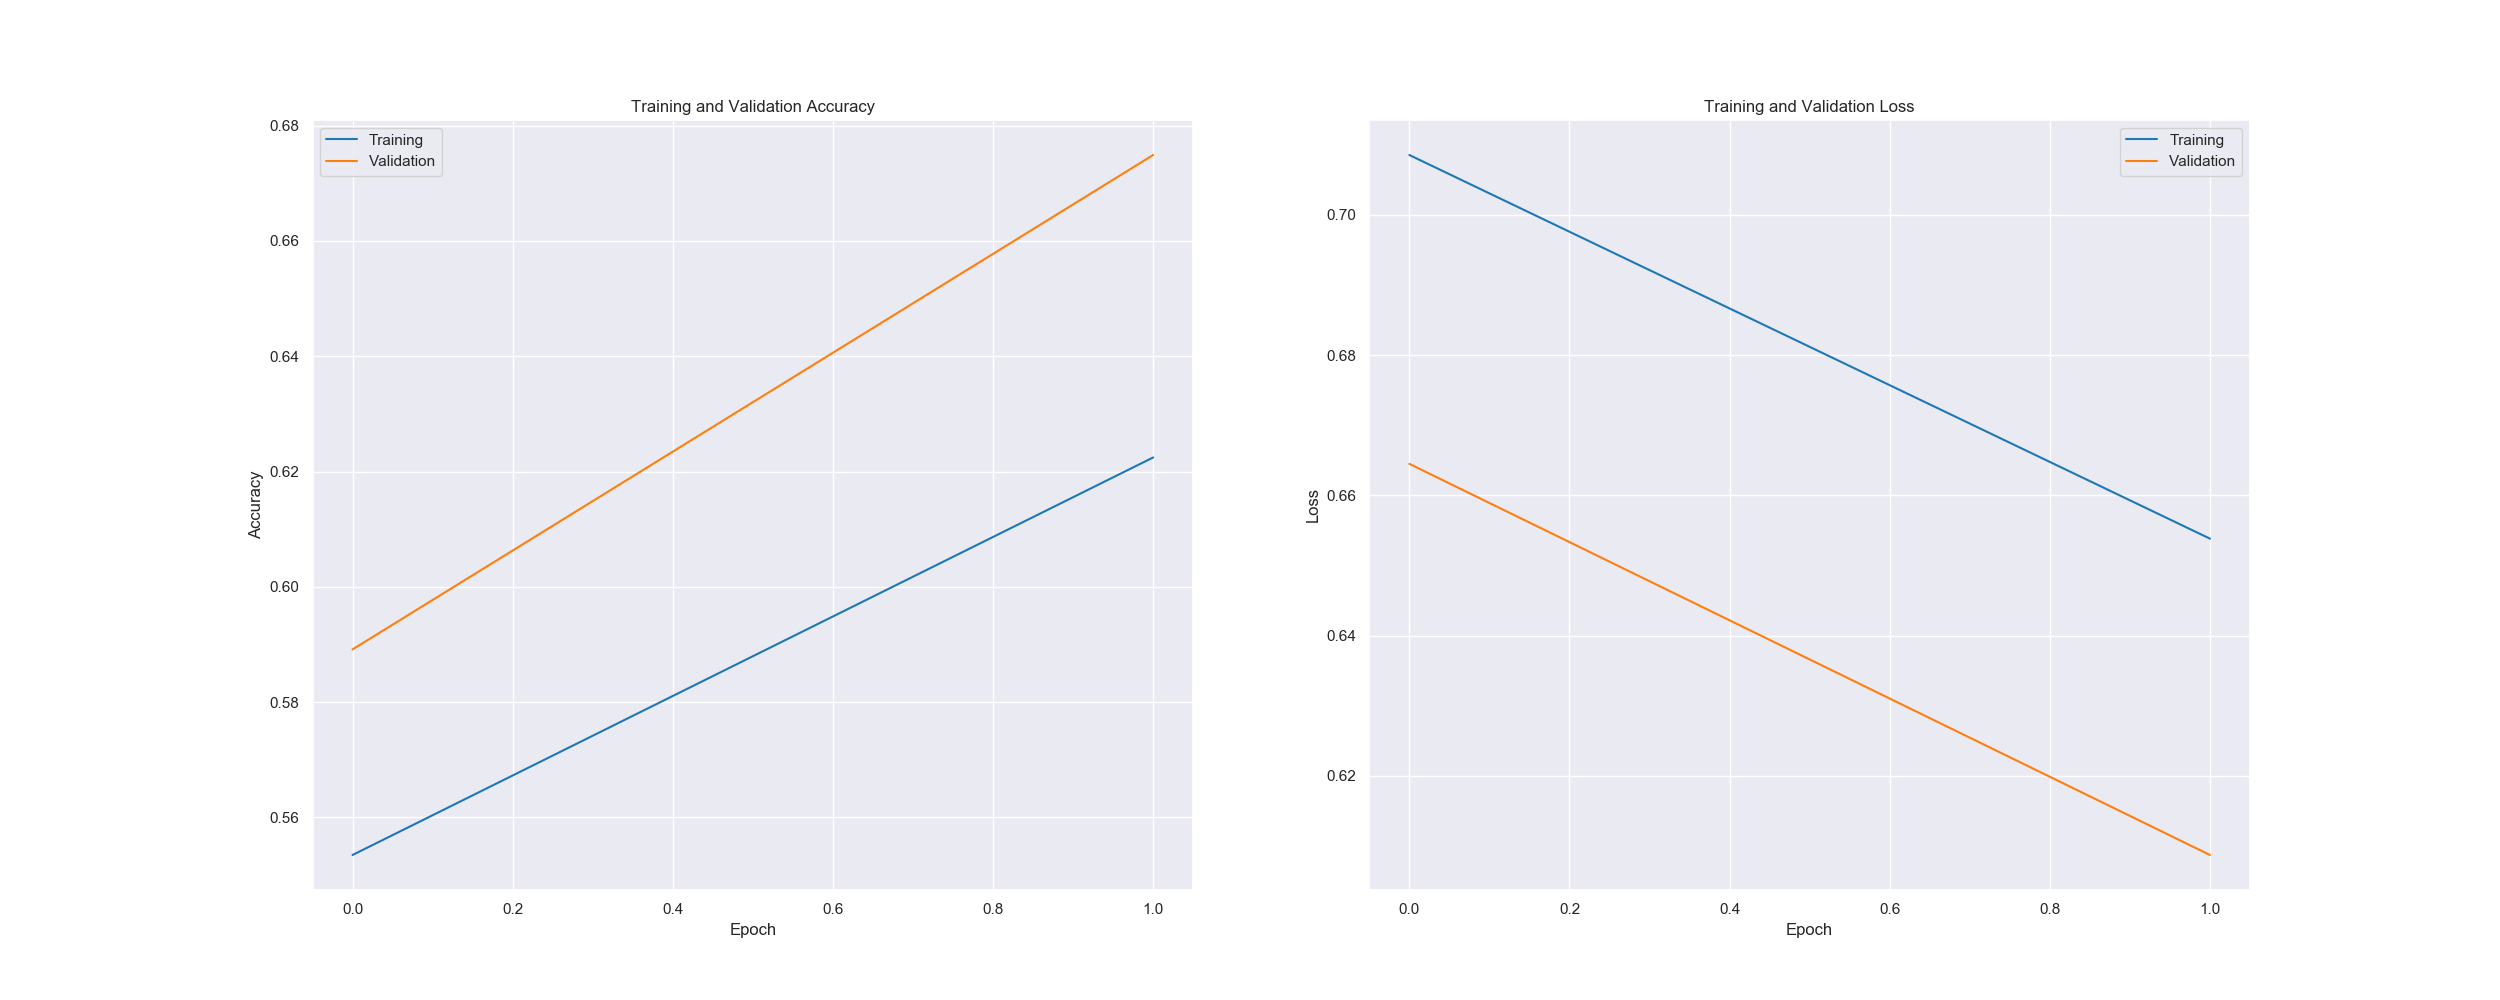 Training and Validation Accuracy
0.68
0.66
0.64
0.62
0.60
0.58
0.56
Accuracy
Training
Validation
0.0 0.2 0.4 0.6 0.8 1.0
Epoch
Training and Validation Loss
0.70
0.68
0.66
0.64
0.62
Loss
Training
Validation
0.0 0.2 0.4 0.6 0.8 1.0
Epoch